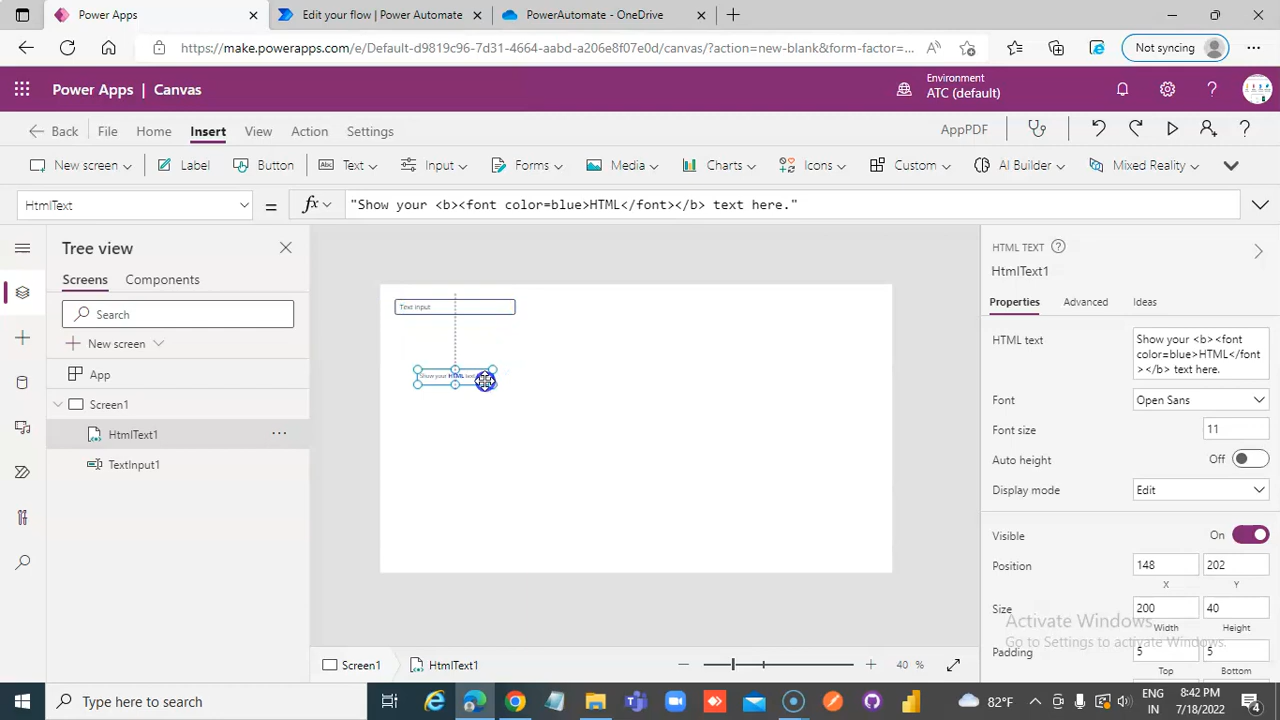 Power Apps
Edit your flow | Power Automate
PowerAutomate - OneDrive
https://make.powerapps.com/e/Default-d9819c96-7d31-4664-aabd-a206e8f07e0d/canvas/?action=new-blank&form-factor=...
Not syncing
Power Apps | Canvas
Environment
ATC (default)
Back
File
Home
Insert
View
Action
Settings
AppPDF
New screen
Label
Button
Text
Input
Forms
Media
Charts
Icons
Custom
AI Builder
Mixed Reality
HtmlText
=
fx
"Show your <b><font color=blue>HTML</font></b> text here."
Tree view
Screens
Components
Search
New screen
App
Screen1
HtmlText1
TextInput1
Text input
Show your HTML text
HTML TEXT
HtmlText1
Properties
Advanced
Ideas
HTML text
Show your <b><font
color=blue>HTML</font
></b> text here.
Font
Open Sans
Font size
11
Auto height
Off
Display mode
Edit
Visible
On
Position
148
202
X
Y
Size
200
40
Width
Height
Padding
5
5
Top
Bottom
Activate Windows
Go to Settings to activate Windows.
Screen1
HtmlText1
40 %
Type here to search
82°F
ENG
IN
8:42 PM
7/18/2022
4